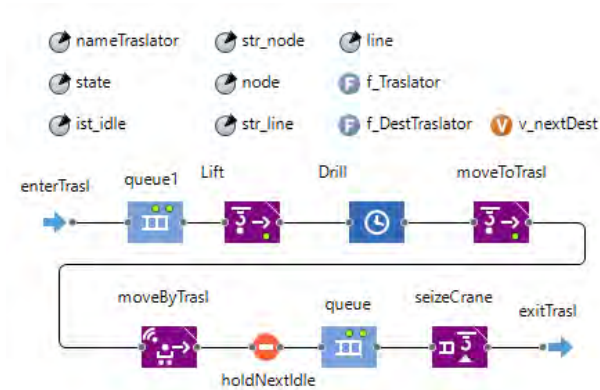 nameTraslator str_node line
state node f_Traslator
ist_idle str_line f_DestTraslator v_nextDest
enterTrasl queue1 Lift Drill moveToTrasl
moveByTrasl queue seizeCrane exitTrasl
holdNextIdle